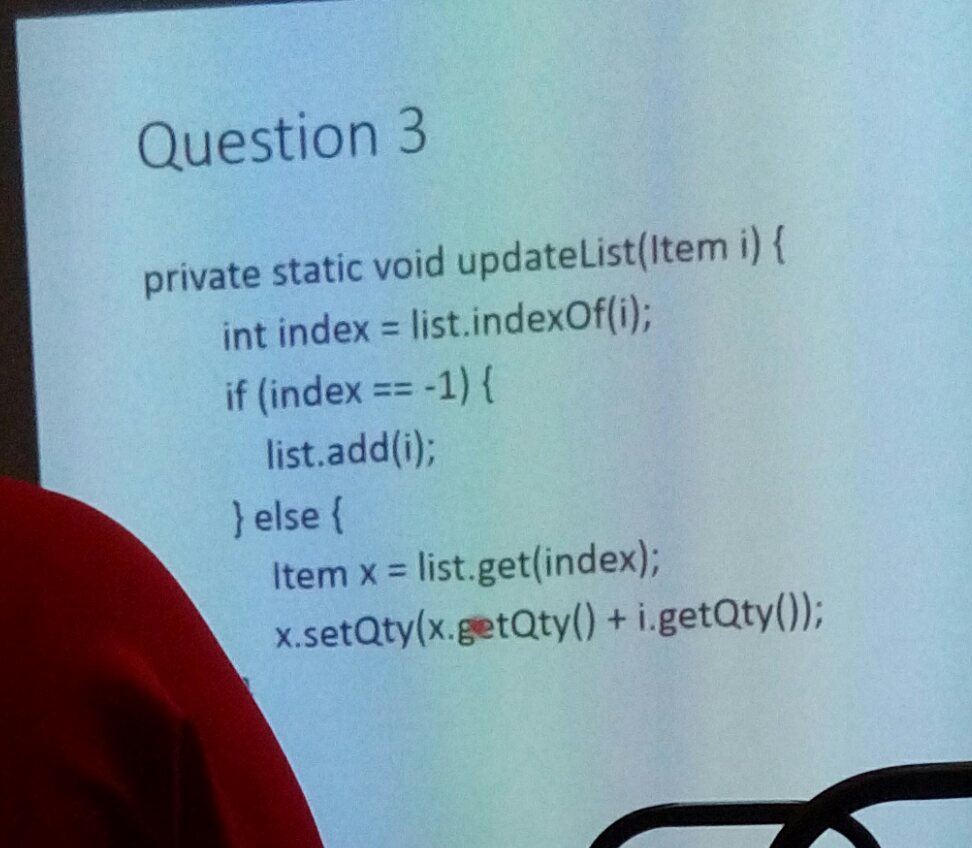 Question 3
private static void updateList(Item i) {
int index = list.indexOf(i);
if (index == -1) {
list.add(i);
} else {
Item x = list.get(index);
x.setQty(x.getQty() + i.getQty());